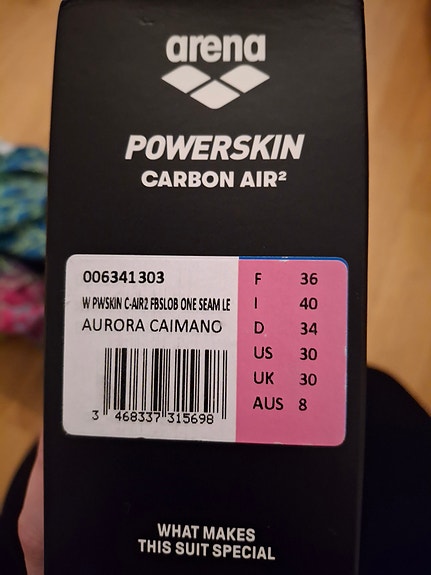 arena
POWERSKIN
CARBON AIR²
006341303
W PWSKIN C-AIR2 FBSLOB ONE SEAM LE
AURORA CAIMANO
3 468337 315698
F 36
I 40
D 34
US 30
UK 30
AUS 8
WHAT MAKES
THIS SUIT SPECIAL